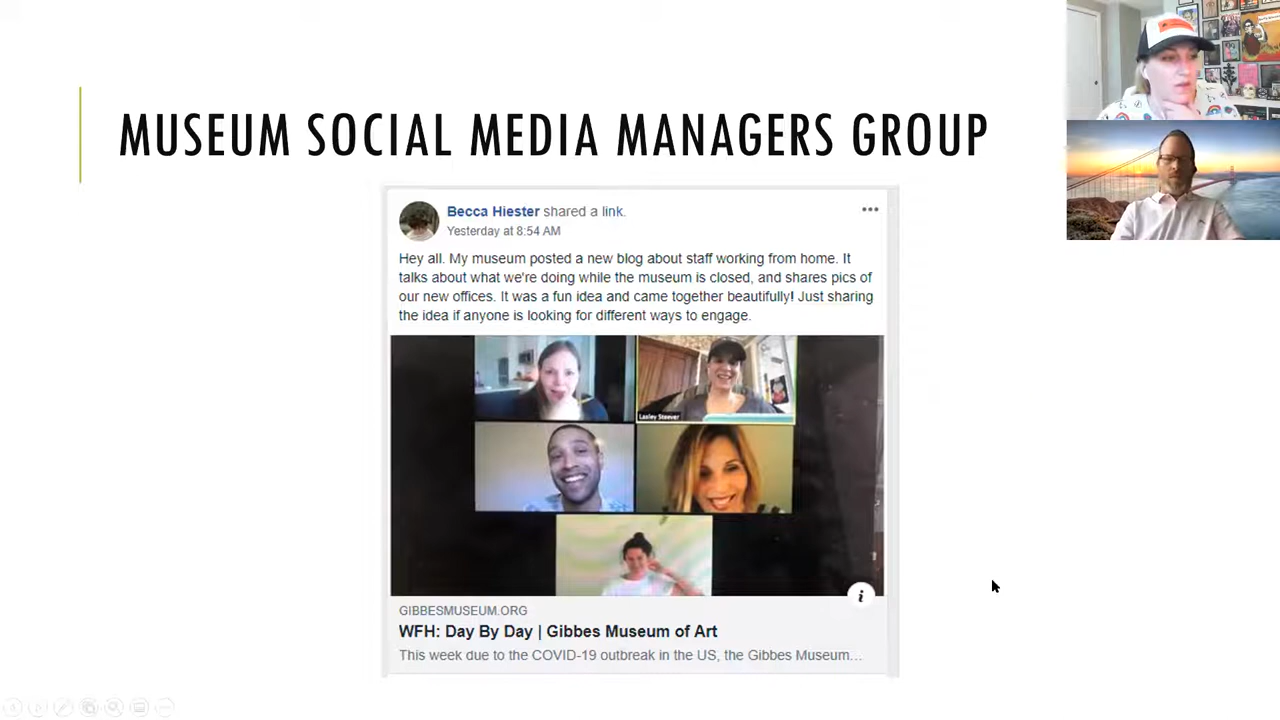 MUSEUM SOCIAL MEDIA MANAGERS GROUP
Becca Hiester shared a link.
Yesterday at 8:54 AM
Hey all. My museum posted a new blog about staff working from home. It
talks about what we're doing while the museum is closed, and shares pics of
our new offices. It was a fun idea and came together beautifully! Just sharing
the idea if anyone is looking for different ways to engage.
Lasley Steever
GIBBESMUSEUM.ORG
WFH: Day By Day | Gibbes Museum of Art
This week due to the COVID-19 outbreak in the US, the Gibbes Museum...